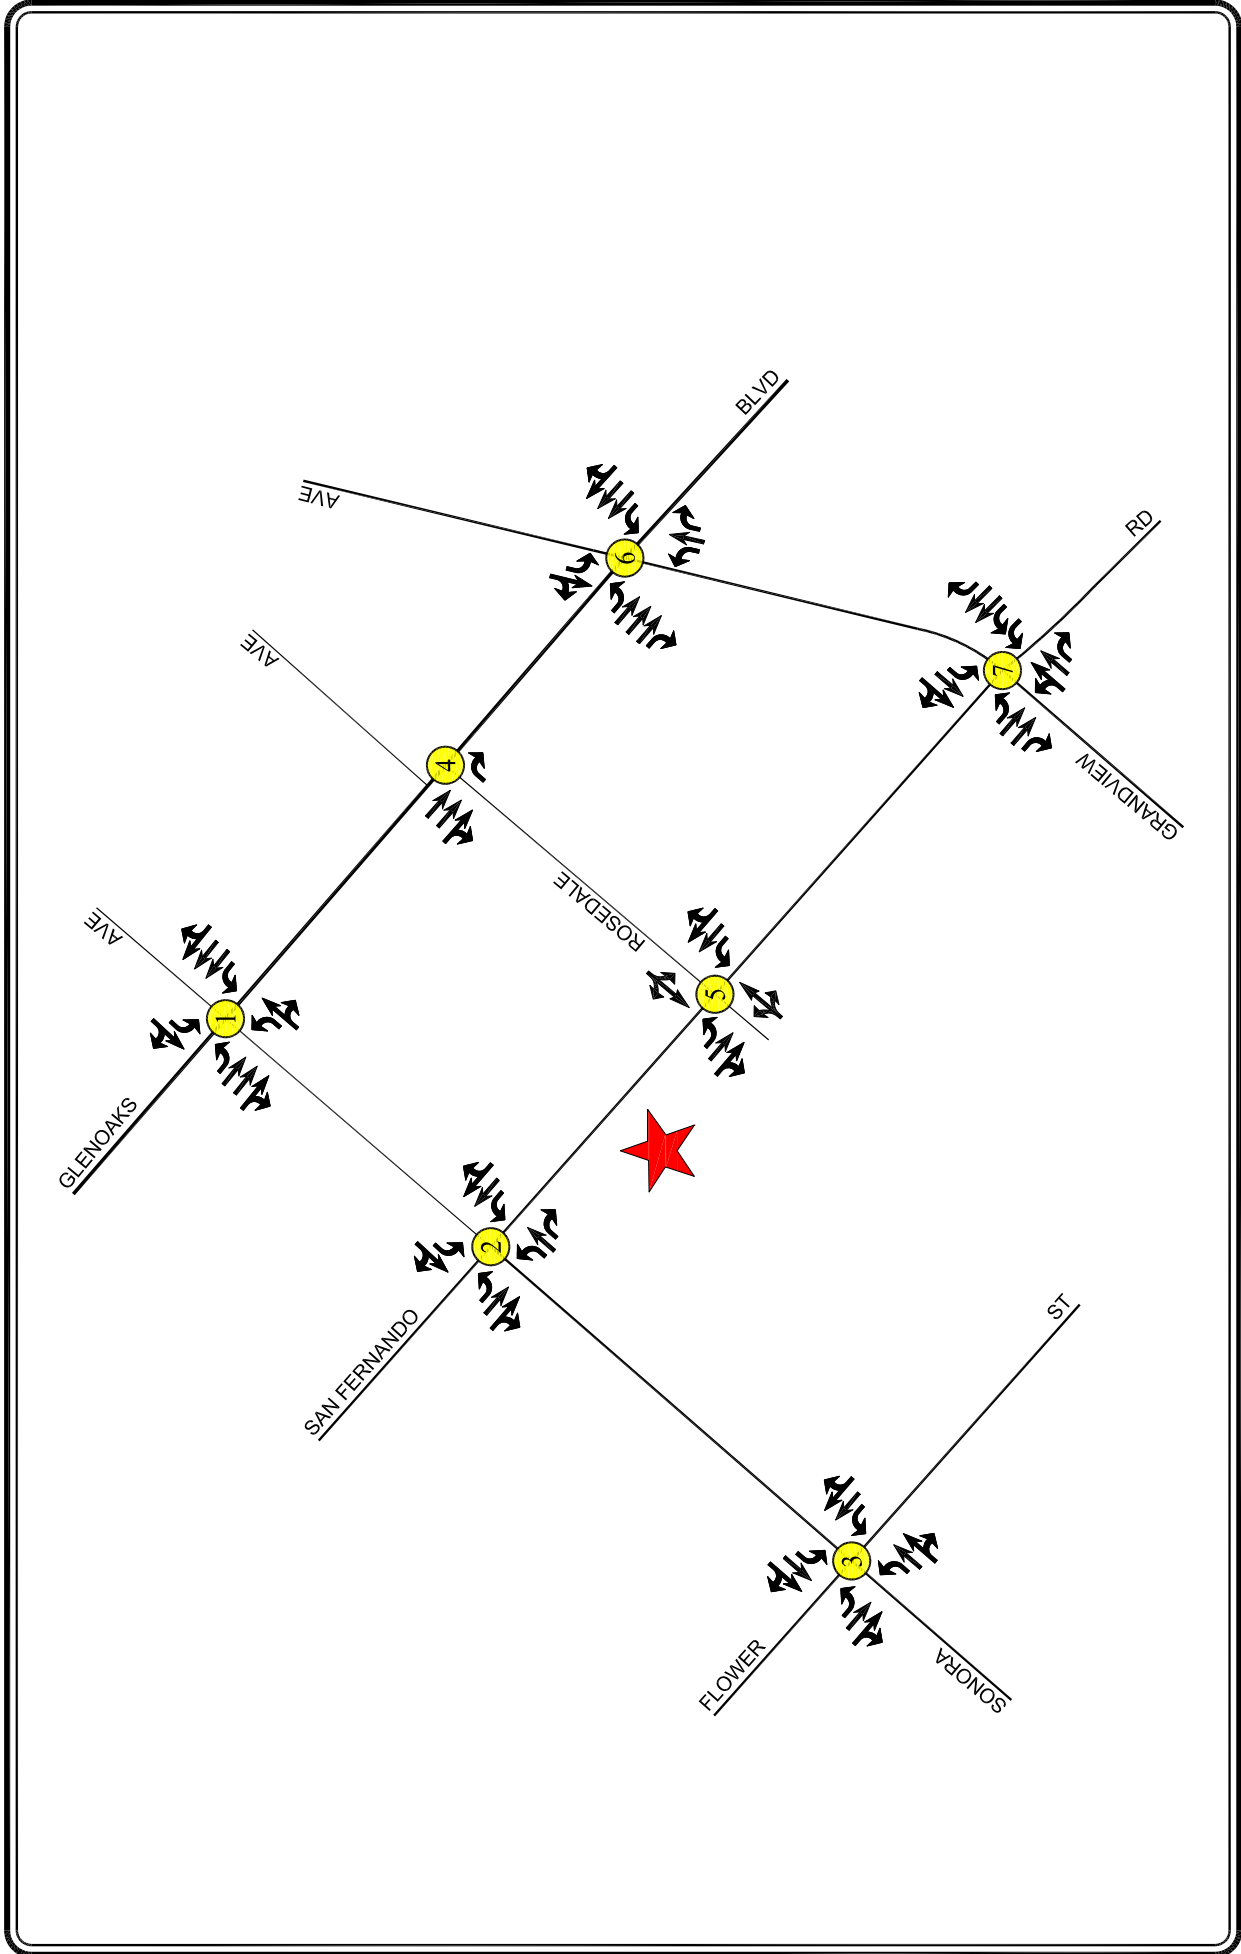 BLVD
AVE
RD
6
AVE
7
4
GRANDVIEW
ROSEDALE
AVE
5
1
GLENOAKS
2
SAN FERNANDO
ST
3
FLOWER
SONORA